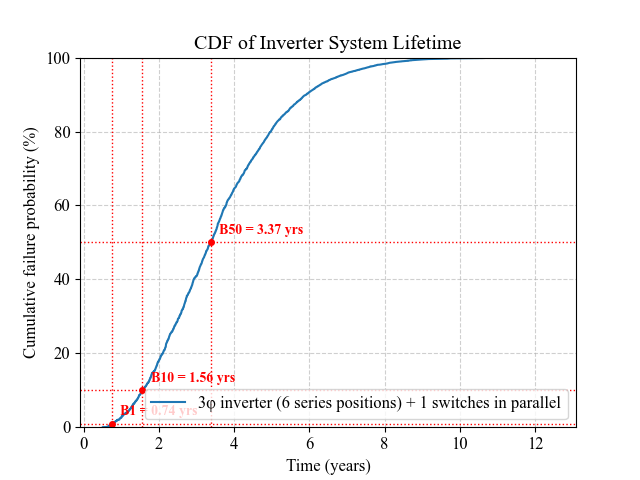 CDF of Inverter System Lifetime
Cumulative failure probability (%)
100
80
60
40
20
0
B50 = 3.37 yrs
B10 = 1.56 yrs
B1 = 0.74 yrs
3φ inverter (6 series positions) + 1 switches in parallel
0 2 4 6 8 10 12
Time (years)